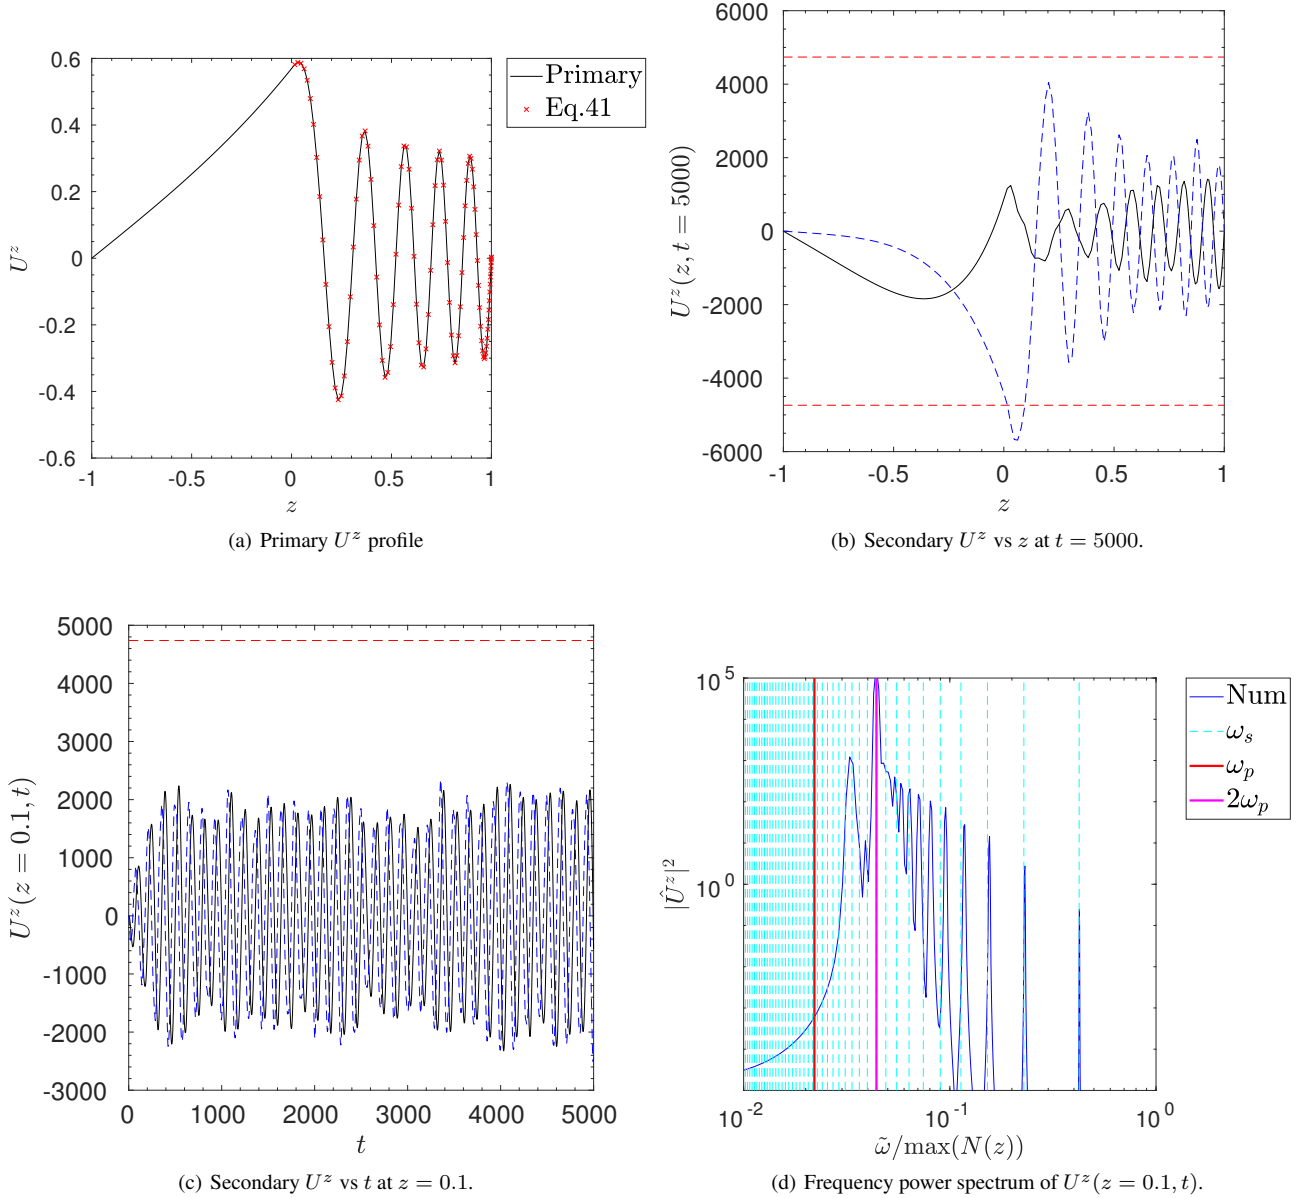 0.6
0.4
0.2
0
-0.2
-0.4
-0.6
U^z
-1
-0.5
0
0.5
1
z
Primary
Eq.41
(a) Primary U^z profile
6000
4000
2000
0
-2000
-4000
-6000
U^z(z, t = 5000)
-1
-0.5
0
0.5
1
z
(b) Secondary U^z vs z at t = 5000.
5000
4000
3000
2000
1000
0
-1000
-2000
-3000
U^z(z = 0.1, t)
0
1000
2000
3000
4000
5000
t
(c) Secondary U^z vs t at z = 0.1.
10^5
10^0
|Û^z|^2
10^-2
10^-1
10^0
ω̃/max(N(z))
Num
ω_s
ω_p
2ω_p
(d) Frequency power spectrum of U^z(z = 0.1, t).